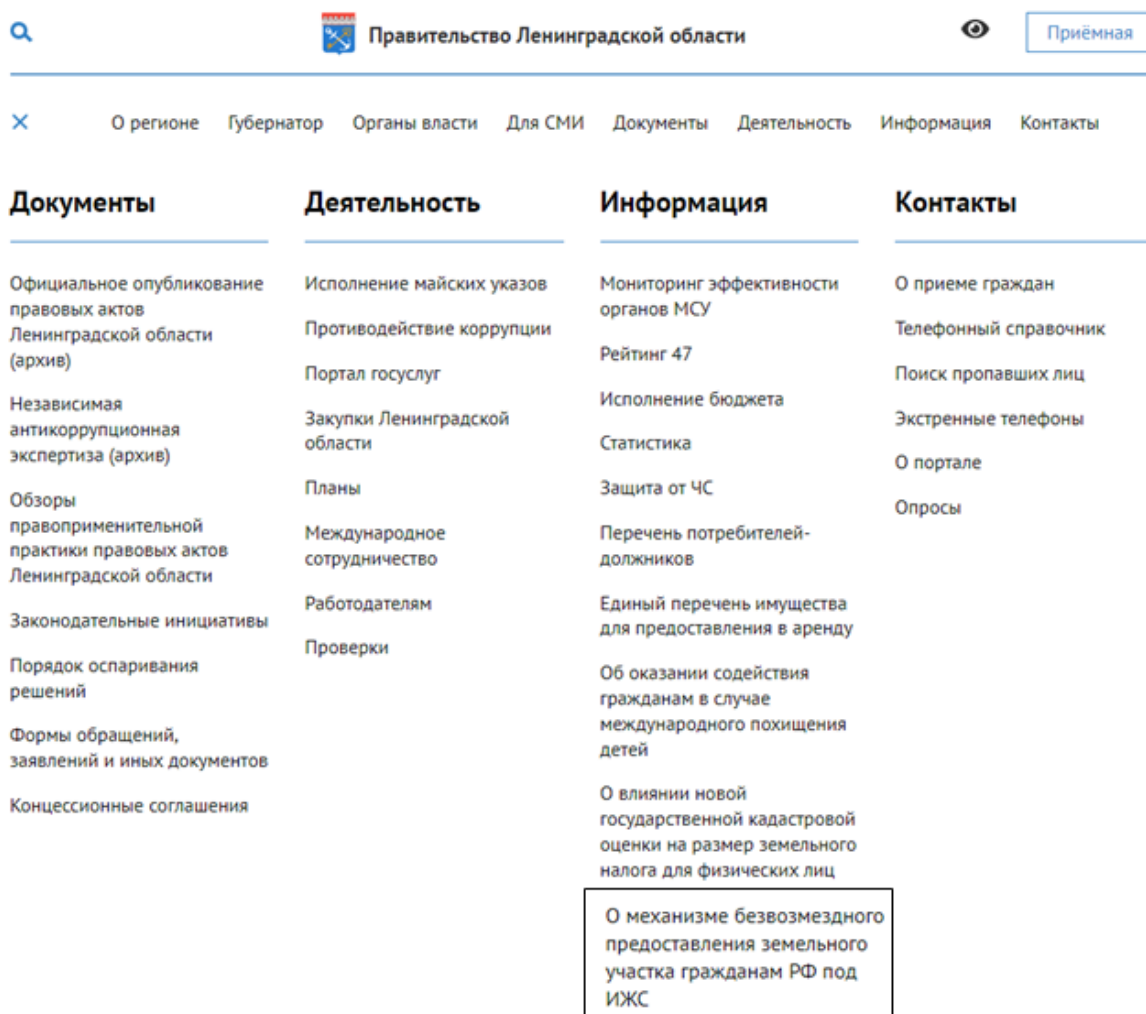 Правительство Ленинградской области
Приёмная
О регионе Губернатор Органы власти Для СМИ Документы Деятельность Информация Контакты
Документы
Официальное опубликование
правовых актов
Ленинградской области
(архив)
Независимая
антикоррупционная
экспертиза (архив)
Обзоры
правоприменительной
практики правовых актов
Ленинградской области
Законодательные инициативы
Порядок оспаривания
решений
Формы обращений,
заявлений и иных документов
Концессионные соглашения
Деятельность
Исполнение майских указов
Противодействие коррупции
Портал госуслуг
Закупки Ленинградской
области
Планы
Международное
сотрудничество
Работодателям
Проверки
Информация
Мониторинг эффективности
органов МСУ
Рейтинг 47
Исполнение бюджета
Статистика
Защита от ЧС
Перечень потребителей-
должников
Единый перечень имущества
для предоставления в аренду
Об оказании содействия
гражданам в случае
международного похищения
детей
О влиянии новой
государственной кадастровой
оценки на размер земельного
налога для физических лиц
О механизме безвозмездного
предоставления земельного
участка гражданам РФ под
ИЖС
Контакты
О приеме граждан
Телефонный справочник
Поиск пропавших лиц
Экстренные телефоны
О портале
Опросы